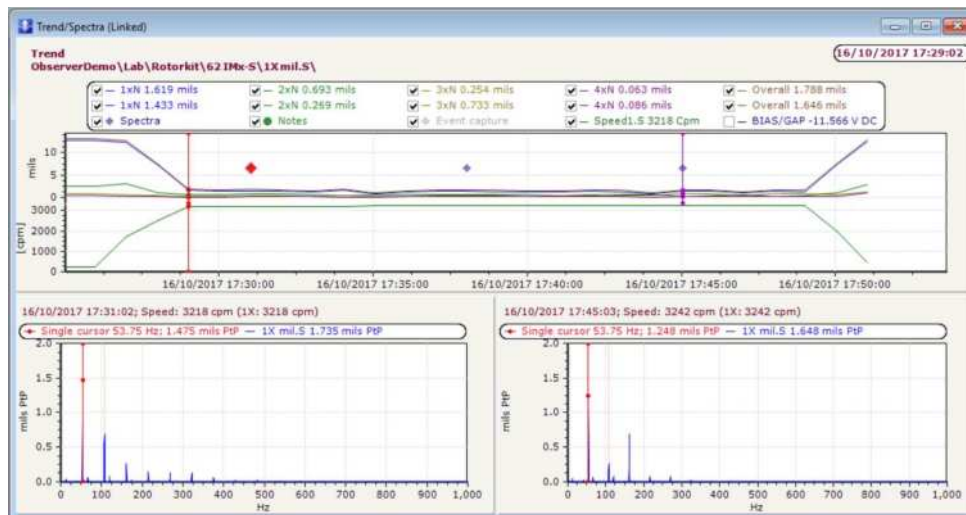 Trend/Spectra (Linked)
Trend
16/10/2017 17:29:02
ObserverDemo\Lab\Rotorkit\62 IMx-S\1X mil.S\
1xN 1.619 mils 2xN 0.693 mils 3xN 0.254 mils 4xN 0.063 mils Overall 1.788 mils
1xN 1.433 mils 2xN 0.269 mils 3xN 0.733 mils 4xN 0.086 mils Overall 1.646 mils
Spectra Notes Event capture Speed1.S 3218 Cpm BIAS/GAP -11.566 V DC
mils
10
5
0
[cpm]
3000
2000
1000
0
16/10/2017 17:30:00 16/10/2017 17:35:00 16/10/2017 17:40:00 16/10/2017 17:45:00 16/10/2017 17:50:00
16/10/2017 17:31:02; Speed: 3218 cpm (1X: 3218 cpm)
Single cursor 53.75 Hz; 1.475 mils PtP 1X mil.S 1.735 mils PtP
mils PtP
2.0
1.5
1.0
0.5
0.0
0 100 200 300 400 500 600 700 800 900 1,000
Hz
16/10/2017 17:45:03; Speed: 3242 cpm (1X: 3242 cpm)
Single cursor 53.75 Hz; 1.248 mils PtP 1X mil.S 1.648 mils PtP
mils PtP
2.0
1.5
1.0
0.5
0.0
0 100 200 300 400 500 600 700 800 900 1,000
Hz